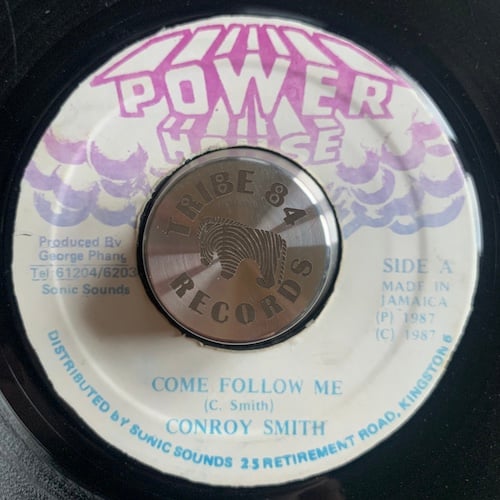 POWER
HOUSE
TRIBE 84
RECORDS
Produced By
George Phang
Tel:61204/6203
Sonic Sounds
SIDE A
MADE IN
JAMAICA
(P) 1987
(C) 1987
COME FOLLOW ME
(C. Smith)
CONROY SMITH
DISTRIBUTED by SONIC SOUNDS 25 RETIREMENT ROAD, KINGSTON 6